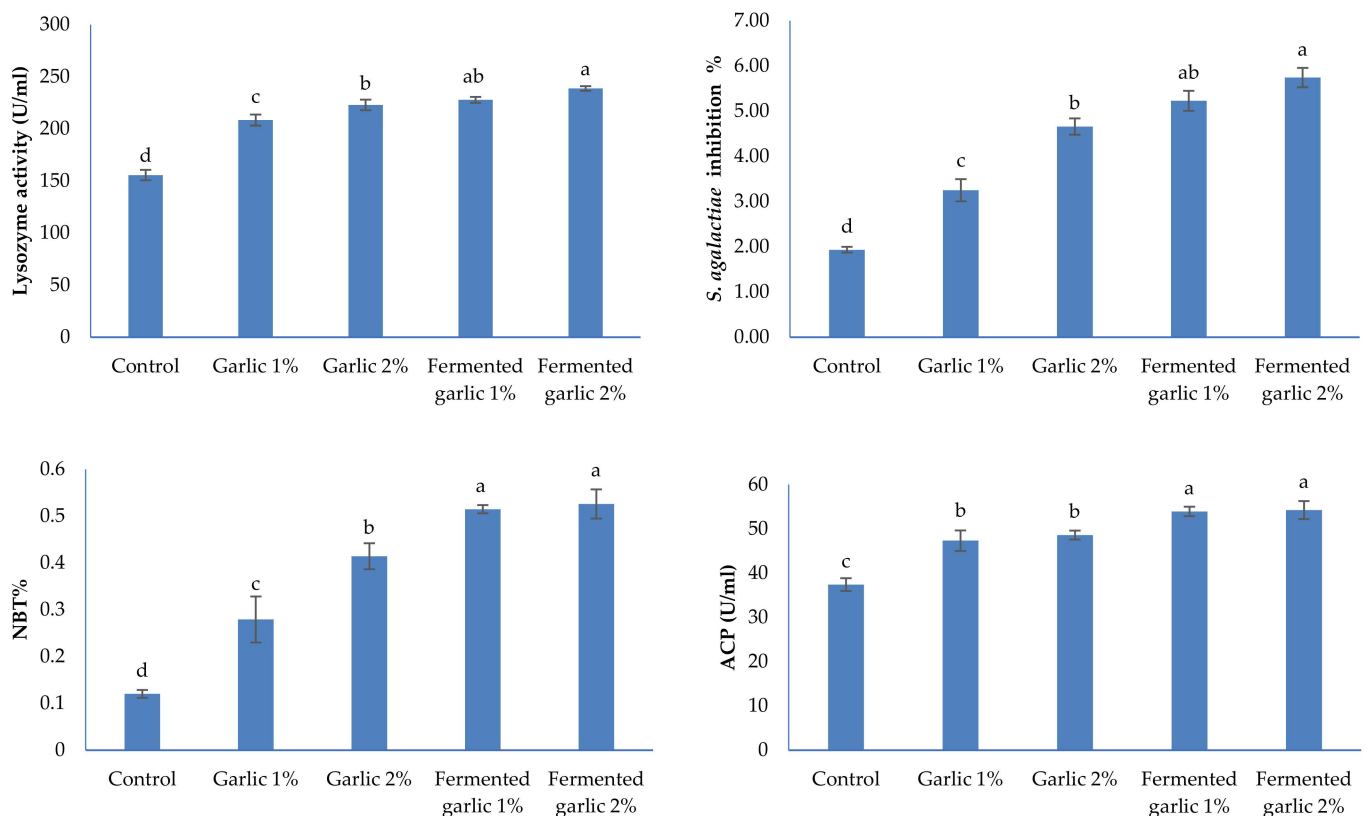 Lysozyme activity (U/ml)
300
250
200
150
100
50
0
d
c
b
ab
a
Control
Garlic 1%
Garlic 2%
Fermented
garlic 1%
Fermented
garlic 2%
S. agalactiae inhibition %
7.00
6.00
5.00
4.00
3.00
2.00
1.00
0.00
d
c
b
ab
a
Control
Garlic 1%
Garlic 2%
Fermented
garlic 1%
Fermented
garlic 2%
NBT%
0.6
0.5
0.4
0.3
0.2
0.1
0
d
c
b
a
a
Control
Garlic 1%
Garlic 2%
Fermented
garlic 1%
Fermented
garlic 2%
ACP (U/ml)
60
50
40
30
20
10
0
c
b
b
a
a
Control
Garlic 1%
Garlic 2%
Fermented
garlic 1%
Fermented
garlic 2%